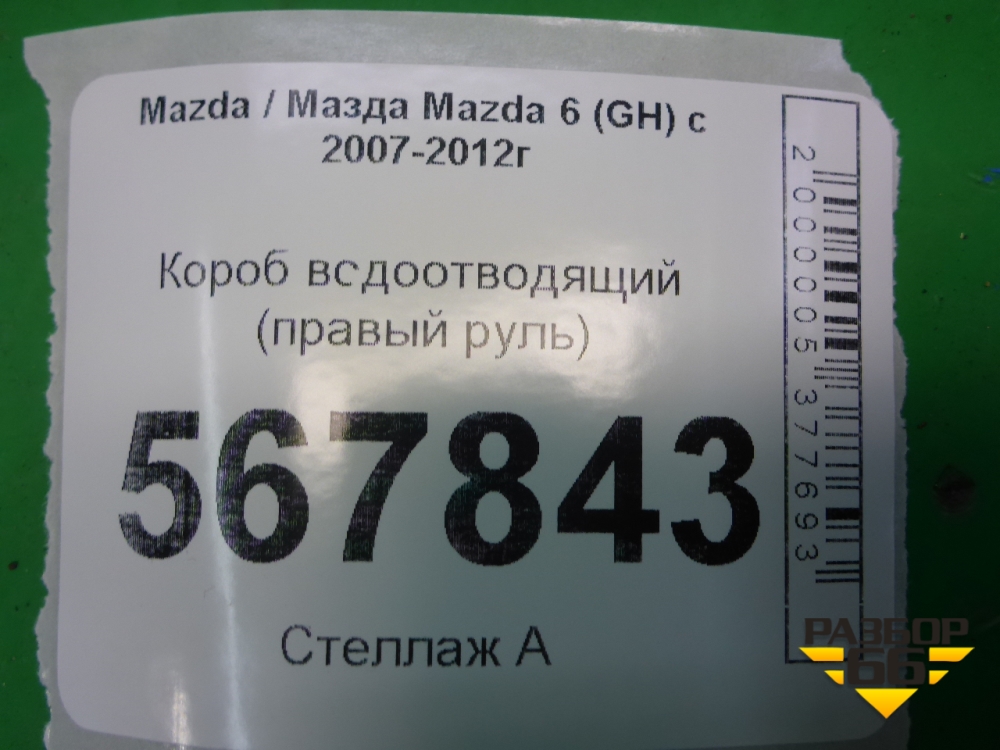 Mazda / Мазда Mazda 6 (GH) с
2007-2012г
Короб всдоотводящий
(правый руль)
567843
Стеллаж А
2000005377693
РАЗБОР
66